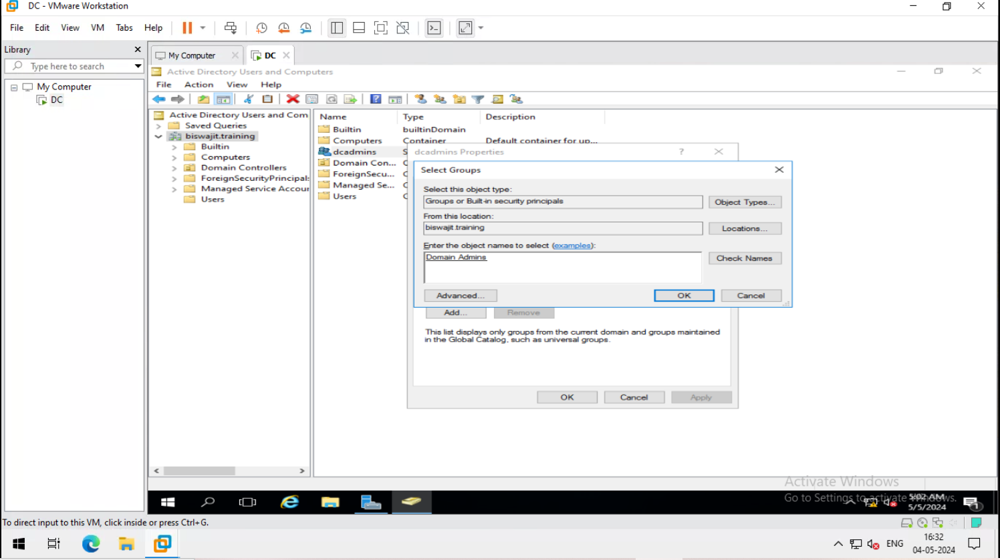 DC - VMware Workstation
File Edit View VM Tabs Help
Library
Type here to search
My Computer
DC
My Computer
DC
Active Directory Users and Computers
File Action View Help
Active Directory Users and Com
Saved Queries
biswajit.training
Builtin
Computers
Domain Controllers
ForeignSecurityPrincipals
Managed Service Accour
Users
Name Type Description
Builtin builtinDomain
Computers Container Default container for up...
dcadmins S
Domain Con... C
ForeignSecu... C
Managed Se... C
Users C
dcadmins Properties
?
Select Groups
Select this object type:
Groups or Built-in security principals
Object Types...
From this location:
biswajit.training
Locations...
Enter the object names to select (examples):
Domain Admins
Check Names
Advanced...
OK
Cancel
Add...
Remove
This list displays only groups from the current domain and groups maintained
in the Global Catalog, such as universal groups.
OK
Cancel
Apply
Activate Windows
Go to Settings to activate Windows.
5:02 AM
5/5/2024
1
To direct input to this VM, click inside or press Ctrl+G.
ENG
16:32
04-05-2024